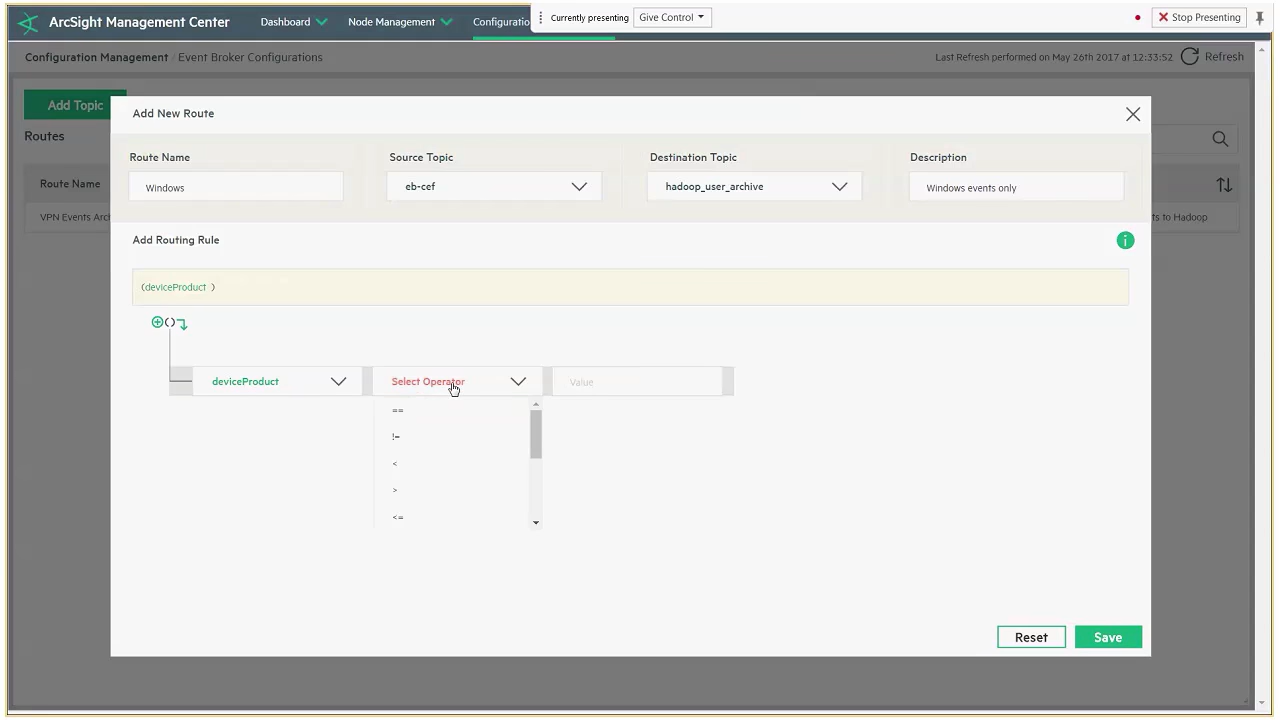 ArcSight Management Center Dashboard Node Management Configuratio Currently presenting Give Control Stop Presenting
Configuration Management / Event Broker Configurations Last Refresh performed on May 26th 2017 at 12:33:52 Refresh
Add Topic
Add New Route
Routes
Route Name Source Topic Destination Topic Description
Route Name
Windows eb-cef hadoop_user_archive Windows events only
VPN Events Arc ts to Hadoop
Add Routing Rule
i
(deviceProduct )
()
deviceProduct Select Operator Value
==
!=
<
>
<=
Reset Save